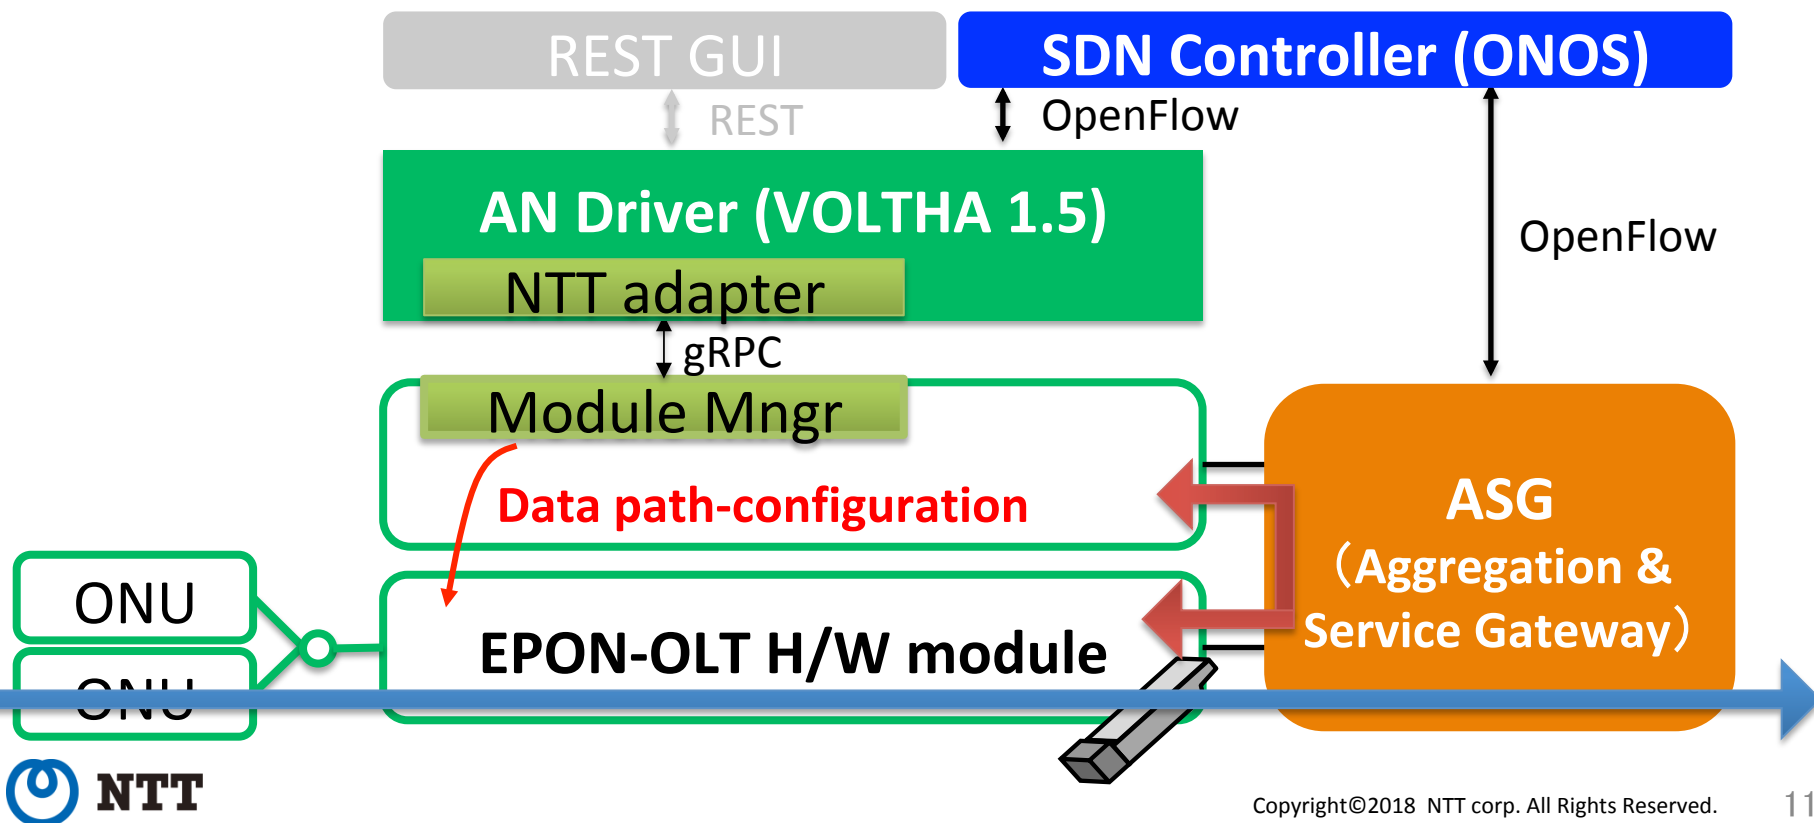 REST GUI
SDN Controller (ONOS)
REST
OpenFlow
AN Driver (VOLTHA 1.5)
OpenFlow
NTT adapter
gRPC
Module Mngr
Data path-configuration
ASG
（Aggregation &
Service Gateway）
ONU
EPON-OLT H/W module
ONU
NTT
Copyright©2018 NTT corp. All Rights Reserved.
11